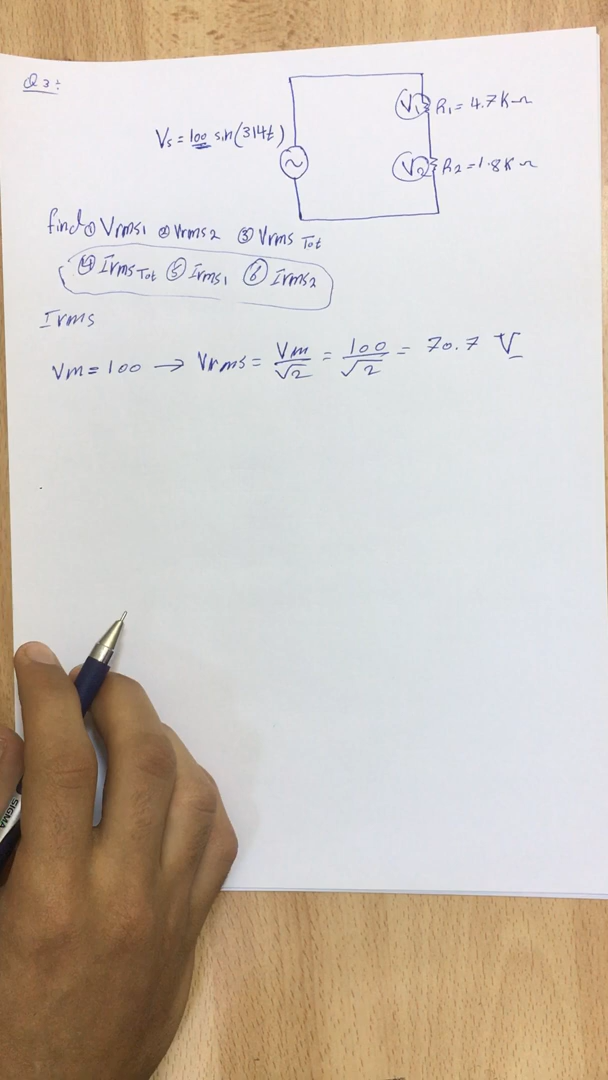 Q3:
Vs = 100 sin(314t)
V1 R1 = 4.7KΩ
V2 R2 = 1.8KΩ
find ① Vrms1 ② Vrms2 ③ Vrms Tot
④ Irms Tot ⑤ Irms1 ⑥ Irms2
Irms
Vm = 100 → Vrms = Vm/√2 = 100/√2 = 70.7 V
SIGMA